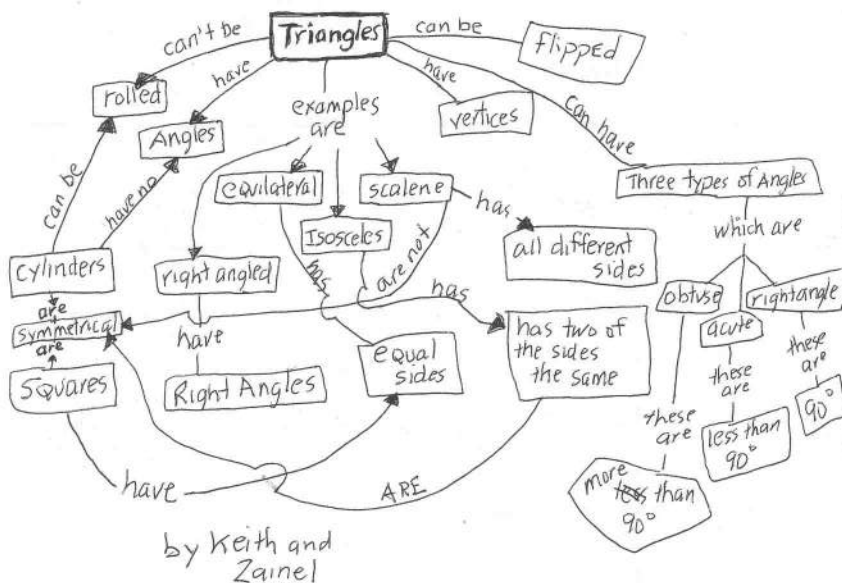 Triangles
can't be
can be
flipped
rolled
have
Angles
examples
are
have
vertices
can have
Three types of Angles
can be
have no
equilateral
scalene
has
Isosceles
all different
sides
which are
Cylinders
right angled
has
are not
has
obtuse
acute
rightangle
are
symmetrical
are
have
equal
sides
has two of
the sides
the same
these
are
these
are
these
are
Squares
Right Angles
less than
90°
90°
have
ARE
more
less than
90°
by Keith and
Zainel